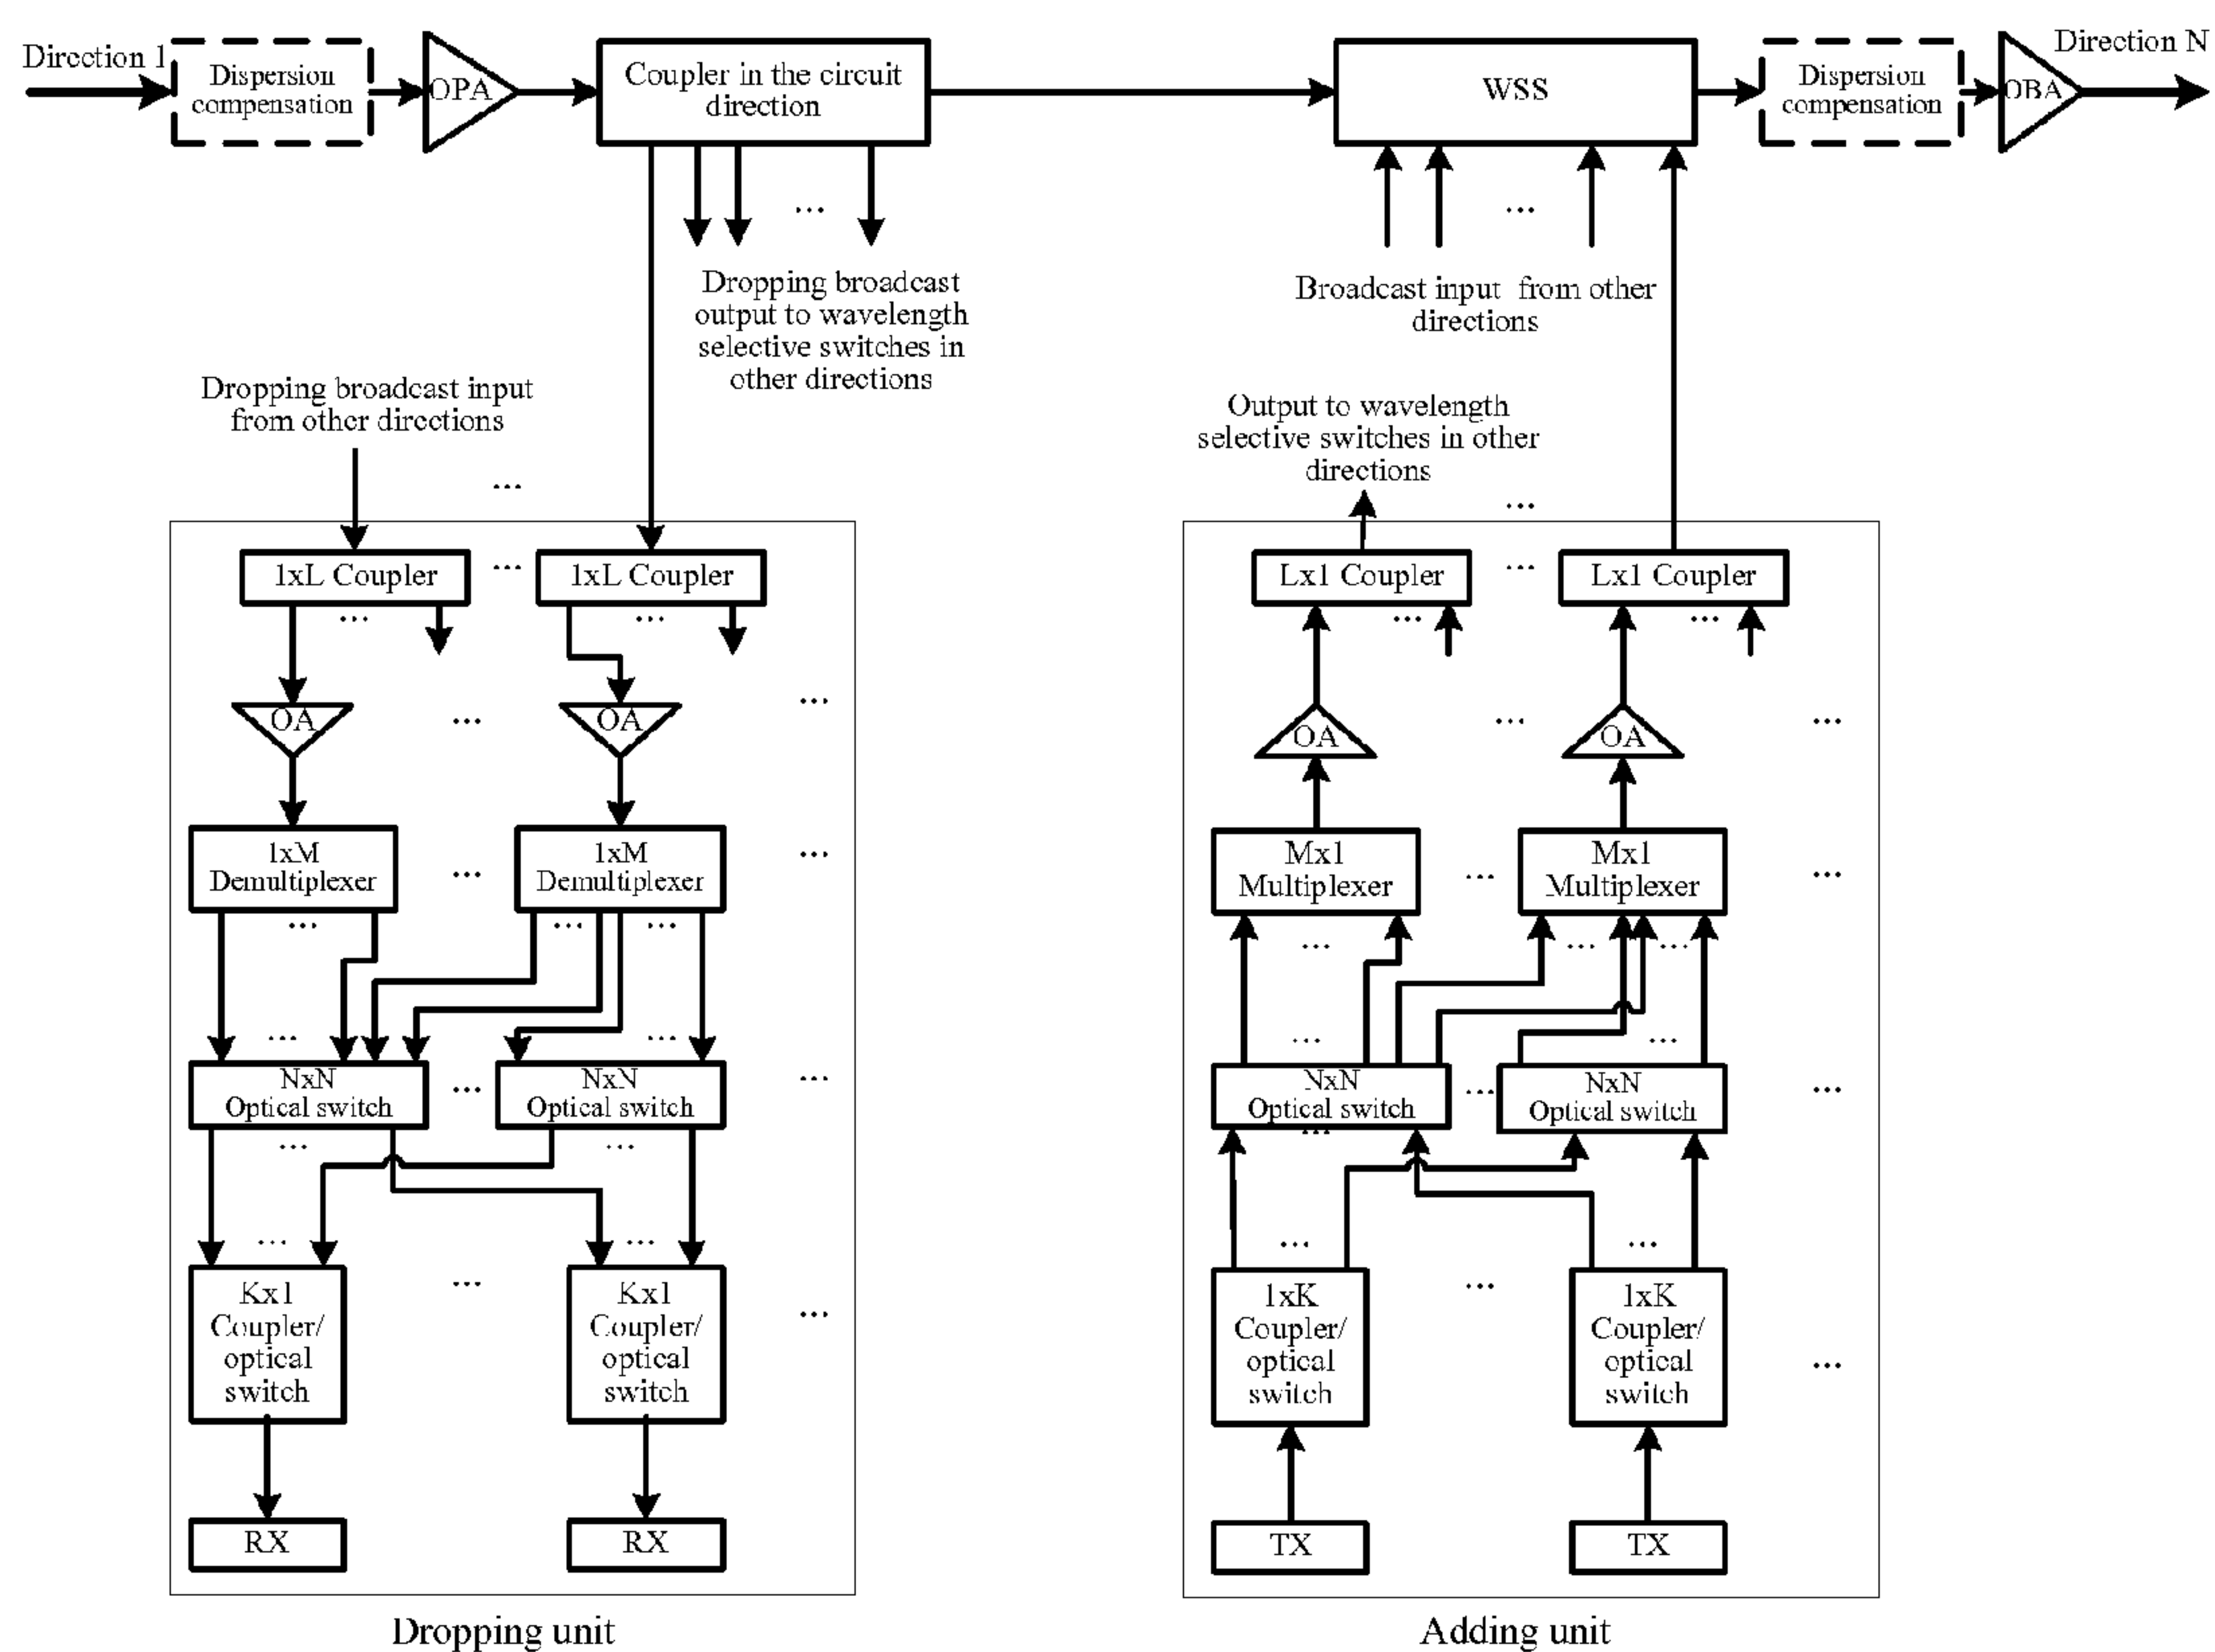 Direction 1
Dispersion
compensation
OPA
Coupler in the circuit
direction
WSS
Dispersion
compensation
OBA
Direction N
...
...
Dropping broadcast
output to wavelength
selective switches in
other directions
Broadcast input from other
directions
Dropping broadcast input
from other directions
...
Output to wavelength
selective switches in other
directions
...
1xL Coupler
...
1xL Coupler
...
...
OA
...
OA
...
1xM
Demultiplexer
...
1xM
Demultiplexer
...
...
...
...
...
...
NxN
Optical switch
...
NxN
Optical switch
...
...
...
...
...
Kx1
Coupler/
optical
switch
...
Kx1
Coupler/
optical
switch
...
RX
RX
Dropping unit
Lx1 Coupler
...
Lx1 Coupler
...
...
OA
...
OA
...
Mx1
Multiplexer
...
Mx1
Multiplexer
...
...
...
...
...
...
NxN
Optical switch
...
NxN
Optical switch
...
...
...
...
1xK
Coupler/
optical
switch
...
1xK
Coupler/
optical
switch
...
TX
TX
Adding unit